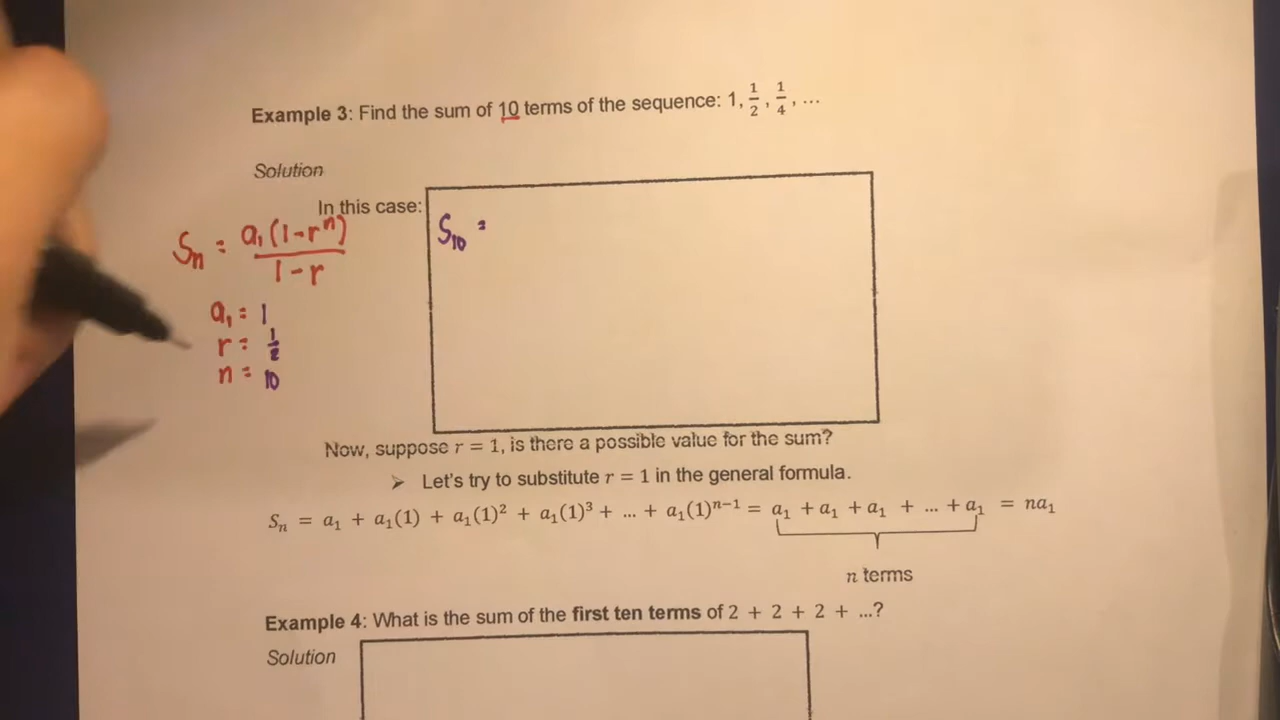 Example 3: Find the sum of 10 terms of the sequence: 1, 1/2, 1/4, ...
Solution
In this case:
Sₙ = a₁(1-rⁿ) / 1-r
S₁₀ =
a₁ = 1
r = 1/2
n = 10
Now, suppose r = 1, is there a possible value for the sum?
➢ Let's try to substitute r = 1 in the general formula.
Sₙ = a₁ + a₁(1) + a₁(1)² + a₁(1)³ + ... + a₁(1)ⁿ⁻¹ = a₁ + a₁ + a₁ + ... + a₁ = na₁
n terms
Example 4: What is the sum of the first ten terms of 2 + 2 + 2 + ...?
Solution